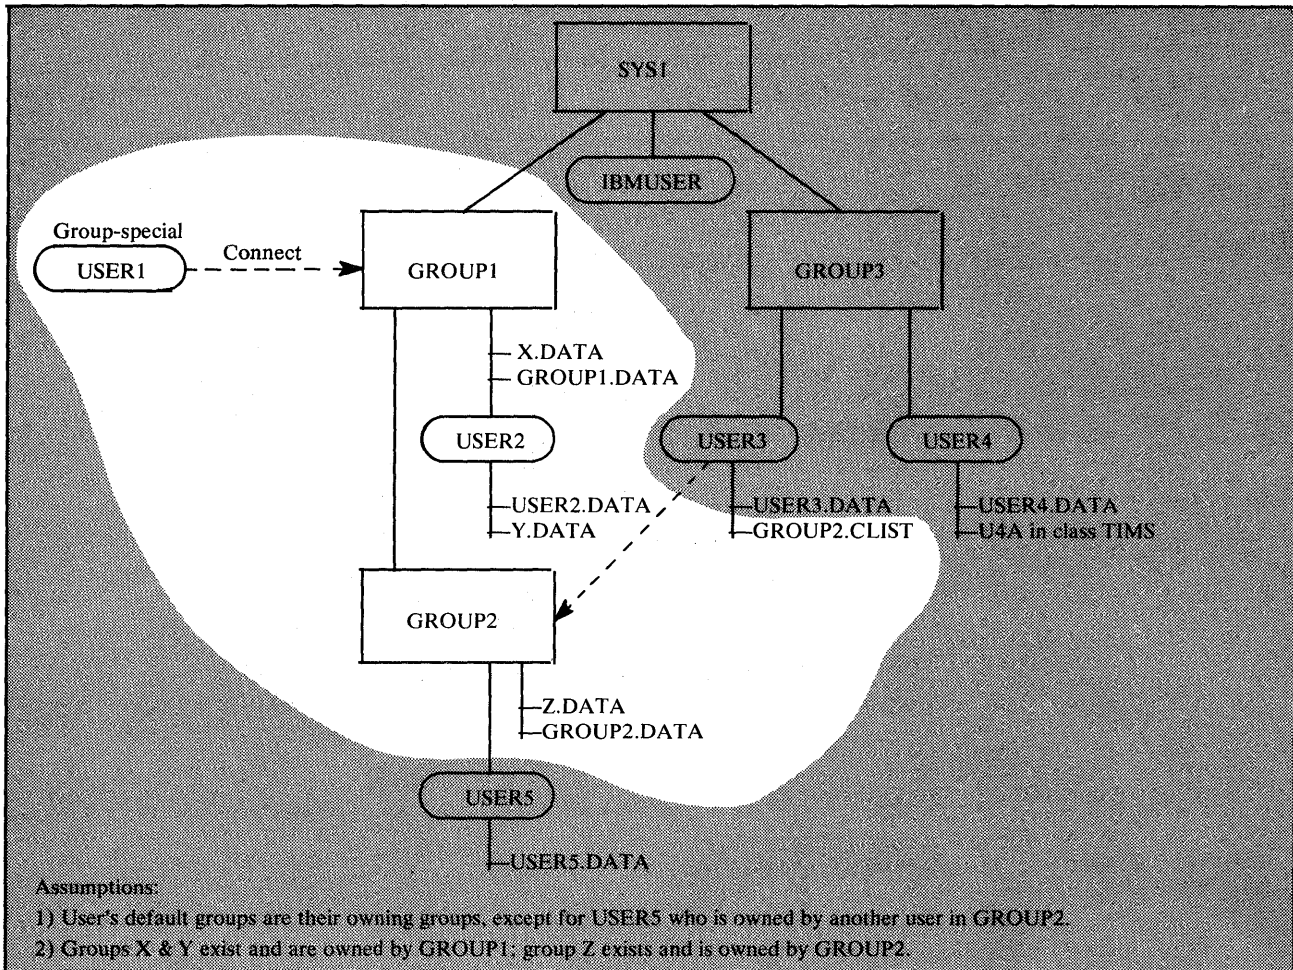 SYS1
IBMUSER
Group-special
USER1
Connect
GROUP1
GROUP3
X.DATA
GROUP1.DATA
USER2
USER3
USER4
USER2.DATA
Y.DATA
USER3.DATA
GROUP2.CLIST
USER4.DATA
U4A in class TIMS
GROUP2
Z.DATA
GROUP2.DATA
USER5
USER5.DATA
Assumptions:
1) User's default groups are their owning groups, except for USER5 who is owned by another user in GROUP2.
2) Groups X & Y exist and are owned by GROUP1; group Z exists and is owned by GROUP2.